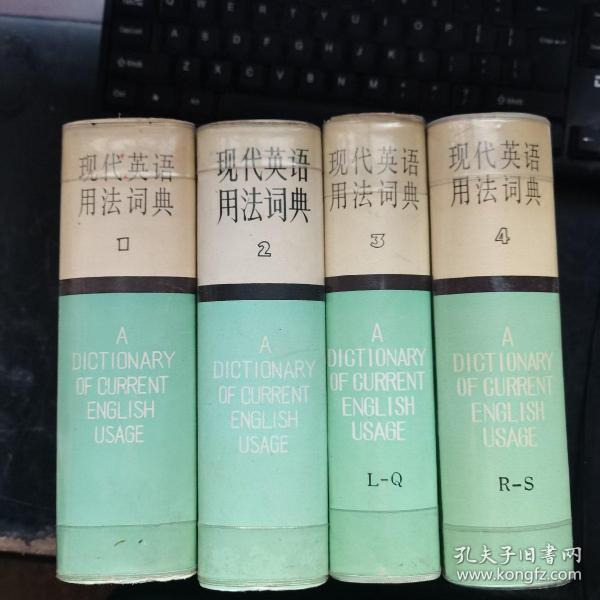 现代英语
用法词典
1
A
DICTIONARY
OF CURRENT
ENGLISH
USAGE
现代英语
用法词典
2
A
DICTIONARY
OF CURRENT
ENGLISH
USAGE
现代英语
用法词典
3
A
DICTIONARY
OF CURRENT
ENGLISH
USAGE
L-Q
现代英语
用法词典
4
A
DICTIONARY
OF CURRENT
ENGLISH
USAGE
R-S
孔夫子旧书网
www.kongfz.com